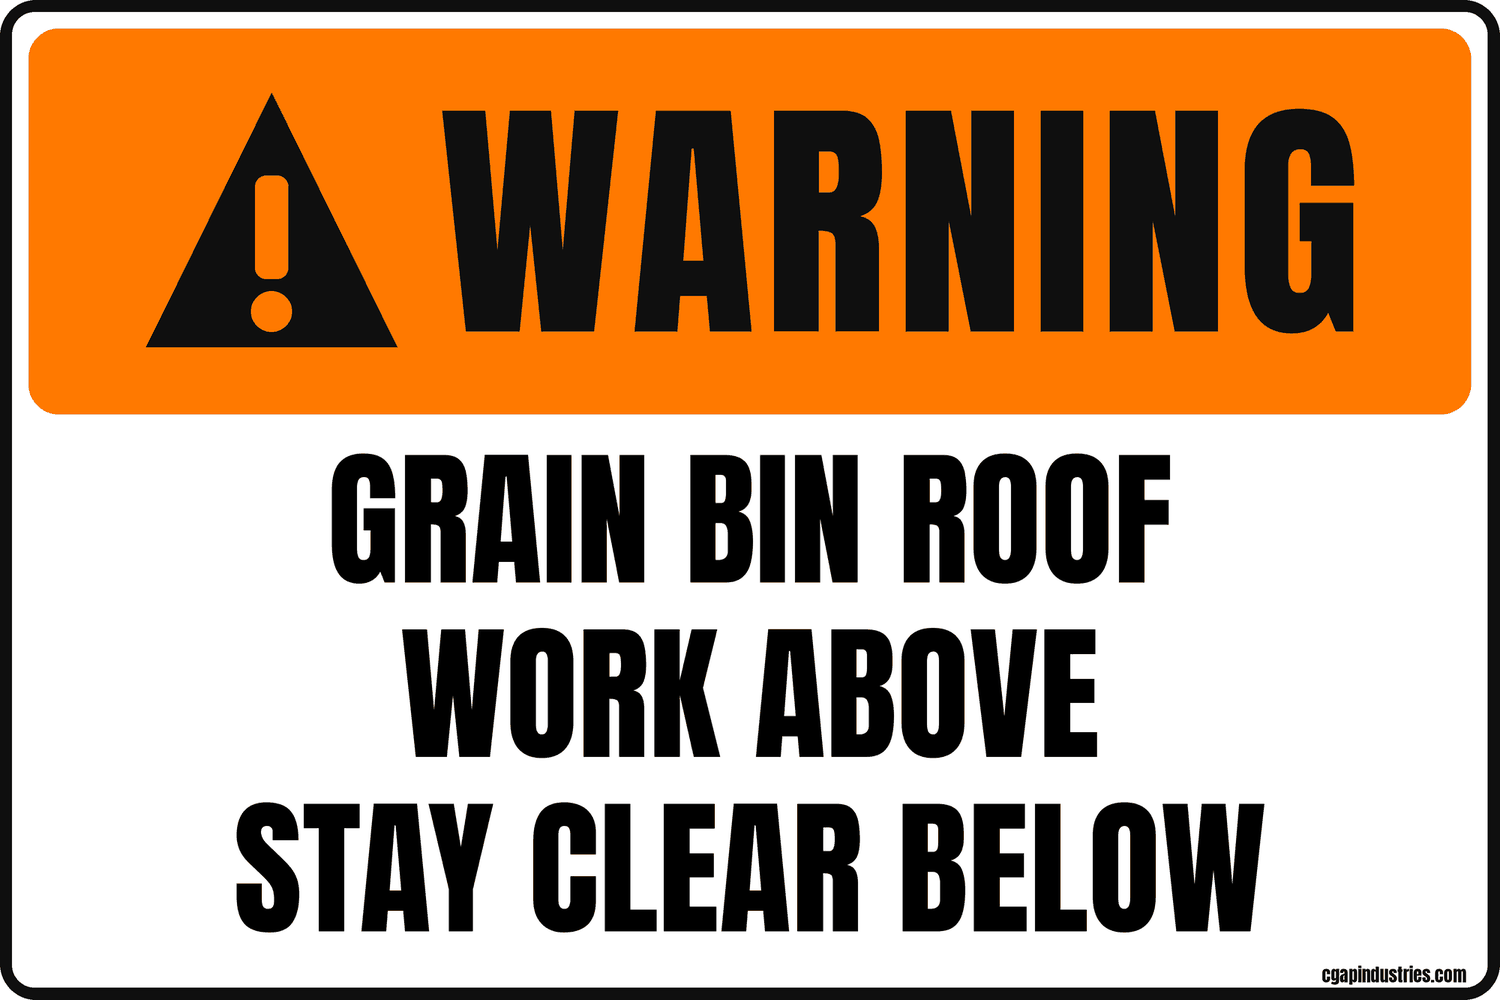 WARNING
GRAIN BIN ROOF
WORK ABOVE
STAY CLEAR BELOW
cgapindustries.com